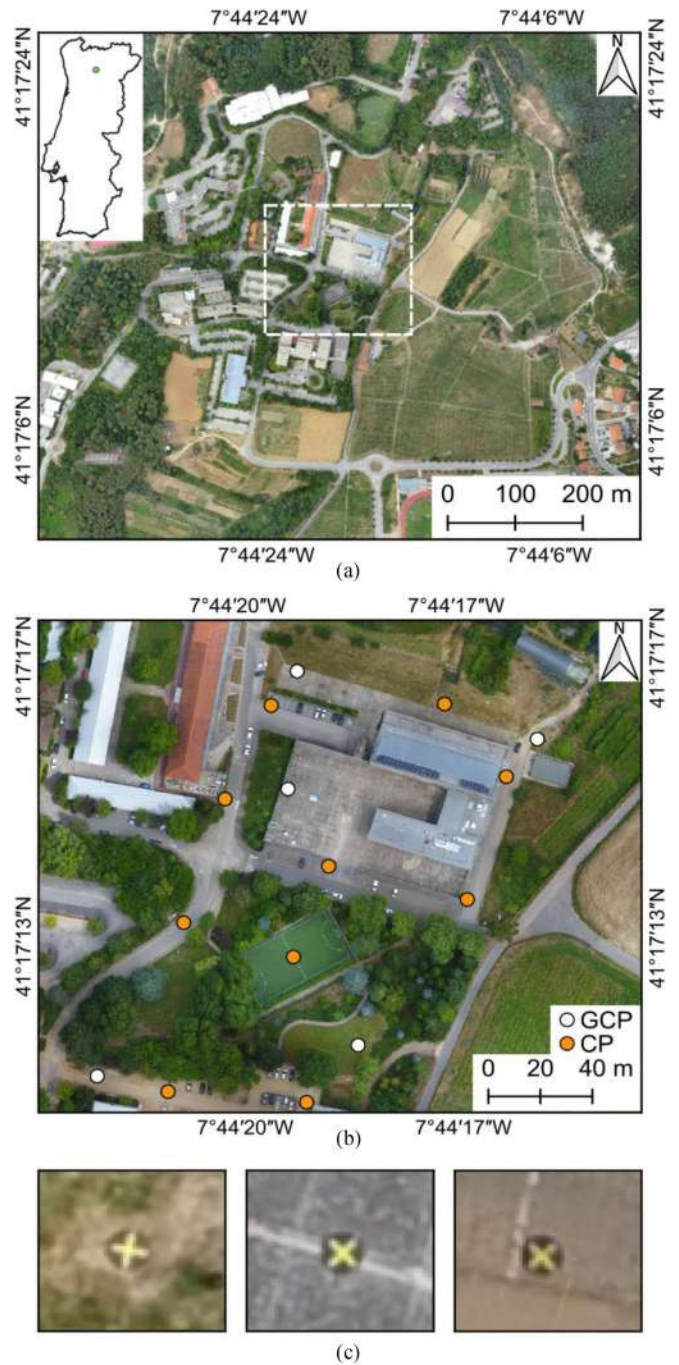 7°44′24″W 7°44′6″W
N
41°17′24″N 41°17′24″N
41°17′6″N 41°17′6″N
0 100 200 m
7°44′24″W 7°44′6″W
(a)
7°44′20″W 7°44′17″W
N
41°17′17″N 41°17′17″N
41°17′13″N 41°17′13″N
GCP
CP
0 20 40 m
7°44′20″W 7°44′17″W
(b)
(c)